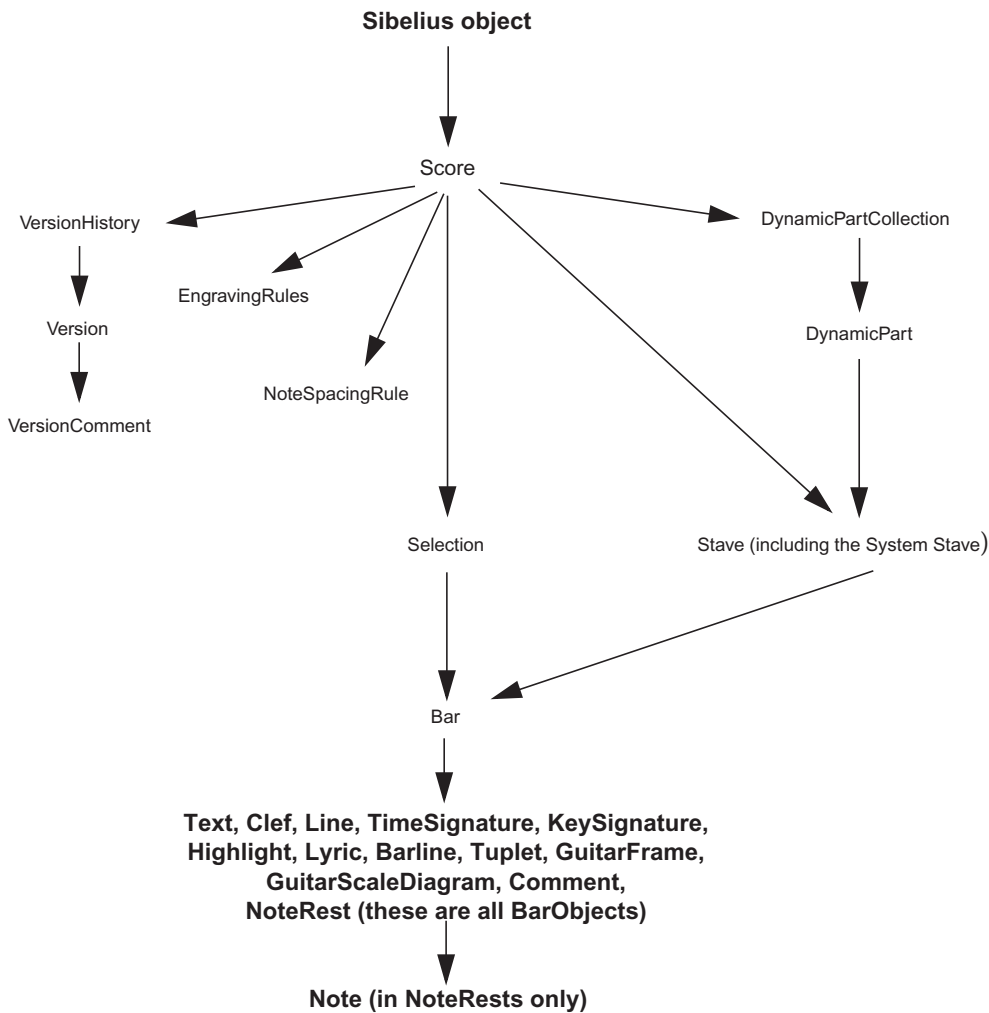 Sibelius object
Score
VersionHistory
DynamicPartCollection
EngravingRules
Version
DynamicPart
NoteSpacingRule
VersionComment
Selection
Stave (including the System Stave)
Bar
Text, Clef, Line, TimeSignature, KeySignature,
Highlight, Lyric, Barline, Tuplet, GuitarFrame,
GuitarScaleDiagram, Comment,
NoteRest (these are all BarObjects)
Note (in NoteRests only)